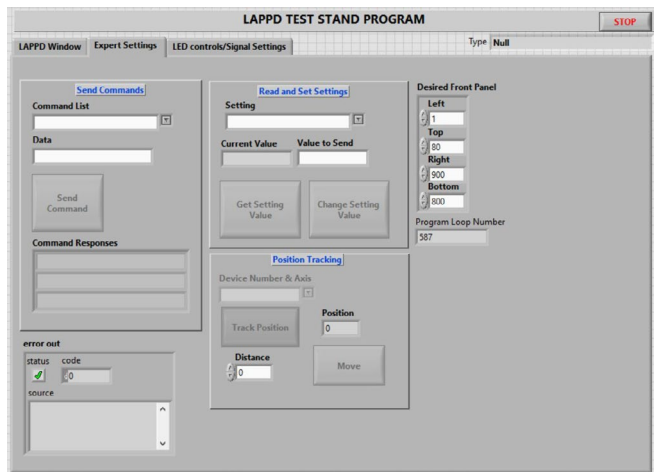 LAPPD TEST STAND PROGRAM
STOP
LAPPD Window
Expert Settings
LED controls/Signal Settings
Type Null
Send Commands
Command List
Data
Send
Command
Command Responses
Read and Set Settings
Setting
Current Value
Value to Send
Get Setting
Value
Change Setting
Value
Desired Front Panel
Left
1
Top
80
Right
900
Bottom
800
Program Loop Number
587
Position Tracking
Device Number & Axis
Track Position
Position
0
Distance
0
Move
error out
status
code
0
source